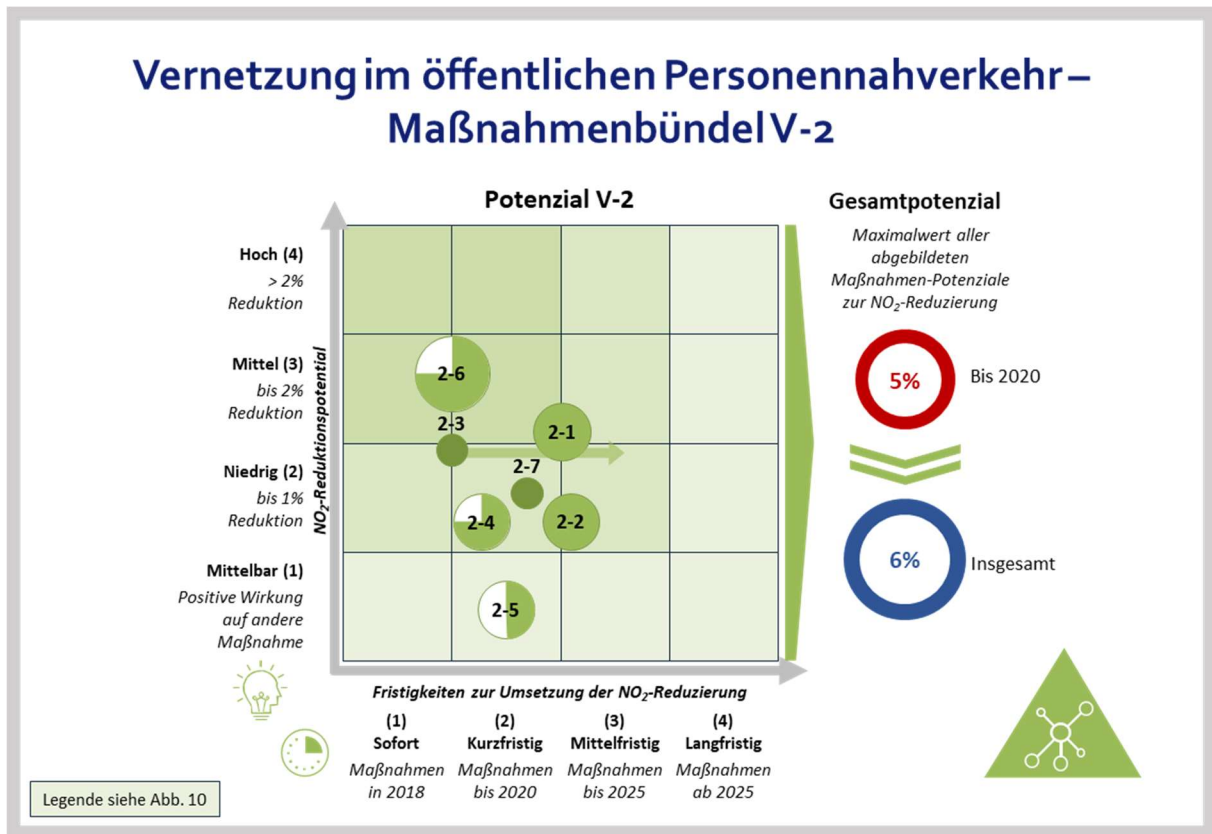 Vernetzung im öffentlichen Personennahverkehr –
Maßnahmenbündel V-2
Potenzial V-2
Gesamtpotenzial
Maximalwert aller
abgebildeten
Maßnahmen-Potenziale
zur NO₂-Reduzierung
NO₂-Reduktionspotential
Hoch (4)
> 2%
Reduktion
Mittel (3)
bis 2%
Reduktion
Niedrig (2)
bis 1%
Reduktion
Mittelbar (1)
Positive Wirkung
auf andere
Maßnahme
2-6
2-3
2-1
2-7
2-4
2-2
2-5
5%
Bis 2020
6%
Insgesamt
Fristigkeiten zur Umsetzung der NO₂-Reduzierung
(1)
Sofort
Maßnahmen
in 2018
(2)
Kurzfristig
Maßnahmen
bis 2020
(3)
Mittelfristig
Maßnahmen
bis 2025
(4)
Langfristig
Maßnahmen
ab 2025
Legende siehe Abb. 10